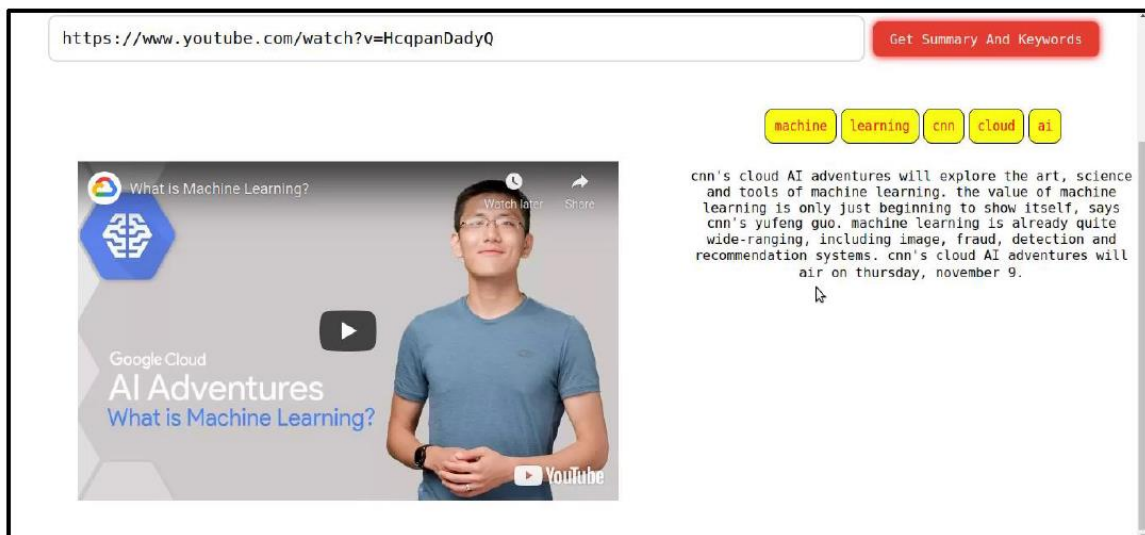 https://www.youtube.com/watch?v=HcqpanDadyQ
Get Summary And Keywords
machine learning cnn cloud ai
What is Machine Learning?
Watch later Share
Google Cloud
AI Adventures
What is Machine Learning?
YouTube
cnn's cloud AI adventures will explore the art, science
and tools of machine learning. the value of machine
learning is only just beginning to show itself, says
cnn's yufeng guo. machine learning is already quite
wide-ranging, including image, fraud, detection and
recommendation systems. cnn's cloud AI adventures will
air on thursday, november 9.